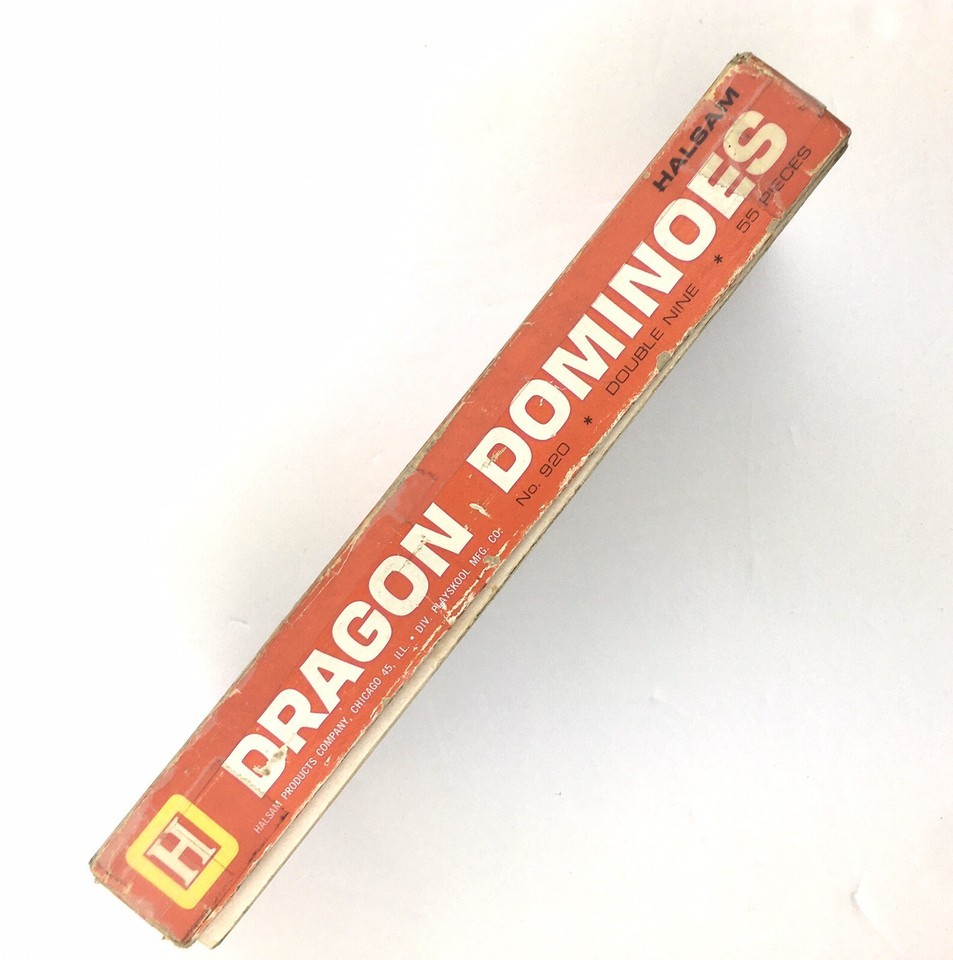 HALSAM
DRAGON DOMINOES
No. 920 * DOUBLE NINE * 55 PIECES
HALSAM PRODUCTS COMPANY, CHICAGO 45, ILL. • DIV. PLAYSKOOL MFG. CO.
H